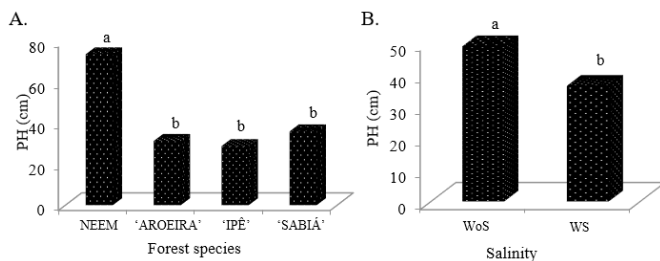 A.
80
60
40
20
0
PH (cm)
a
b
b
b
NEEM
'AROEIRA'
'IPÊ'
'SABIÁ'
Forest species
B.
50
40
30
20
10
0
PH (cm)
a
b
WoS
WS
Salinity